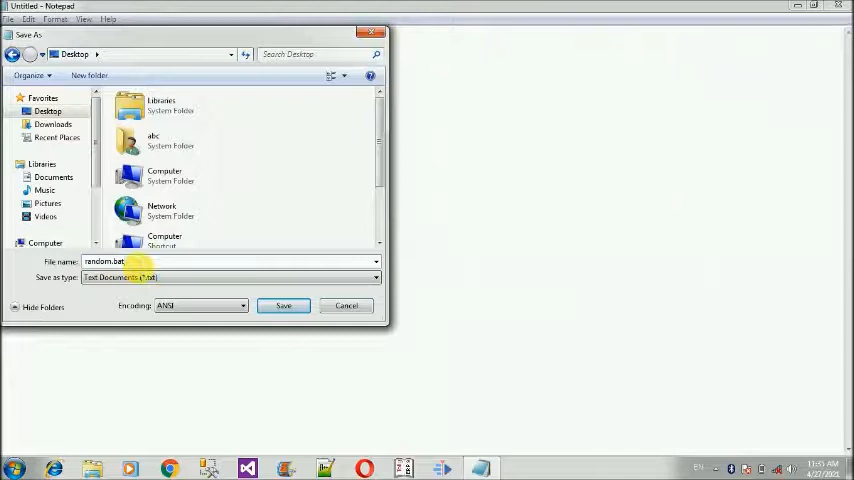 Untitled - Notepad
File Edit Format View Help
Save As
Desktop
Search Desktop
Organize
New folder
Favorites
Desktop
Downloads
Recent Places
Libraries
Documents
Music
Pictures
Videos
Computer
Libraries
System Folder
abc
System Folder
Computer
System Folder
Network
System Folder
Computer
Shortcut
File name: random.bat
Save as type: Text Documents (*.txt)
Hide Folders
Encoding: ANSI
Save
Cancel
EN
11:35 AM
4/27/2021